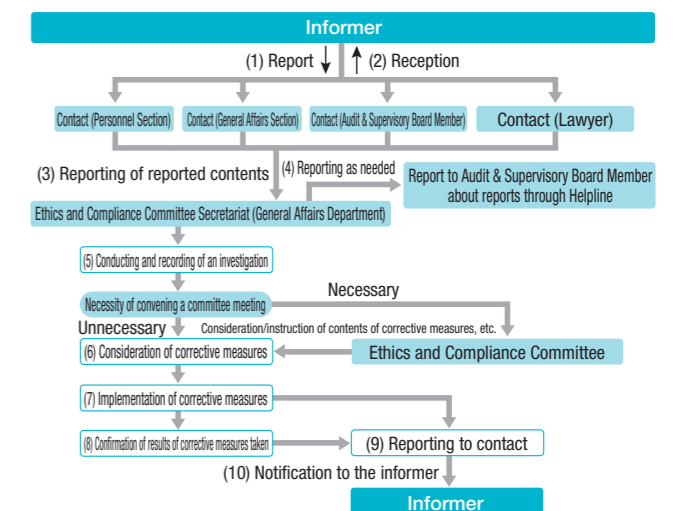 Informer
(1) Report
(2) Reception
Contact (Personnel Section)
Contact (General Affairs Section)
Contact (Audit & Supervisory Board Member)
Contact (Lawyer)
(3) Reporting of reported contents
(4) Reporting as needed
Report to Audit & Supervisory Board Member
about reports through Helpline
Ethics and Compliance Committee Secretariat (General Affairs Department)
(5) Conducting and recording of an investigation
Necessity of convening a committee meeting
Necessary
Unnecessary
Consideration/instruction of contents of corrective measures, etc.
(6) Consideration of corrective measures
Ethics and Compliance Committee
(7) Implementation of corrective measures
(8) Confirmation of results of corrective measures taken
(9) Reporting to contact
(10) Notification to the informer
Informer